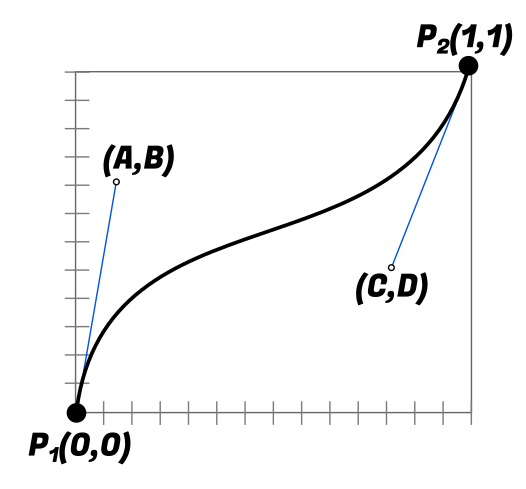 P₂(1,1)
(A,B)
(C,D)
P₁(0,0)